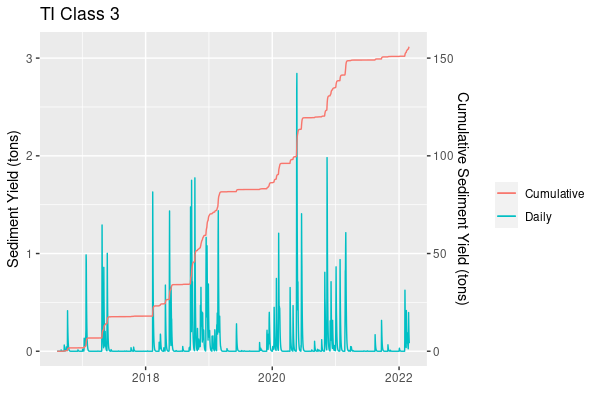 TI Class 3
Sediment Yield (tons)
3
2
1
0
150
100
50
0
Cumulative Sediment Yield (tons)
2018
2020
2022
Cumulative
Daily